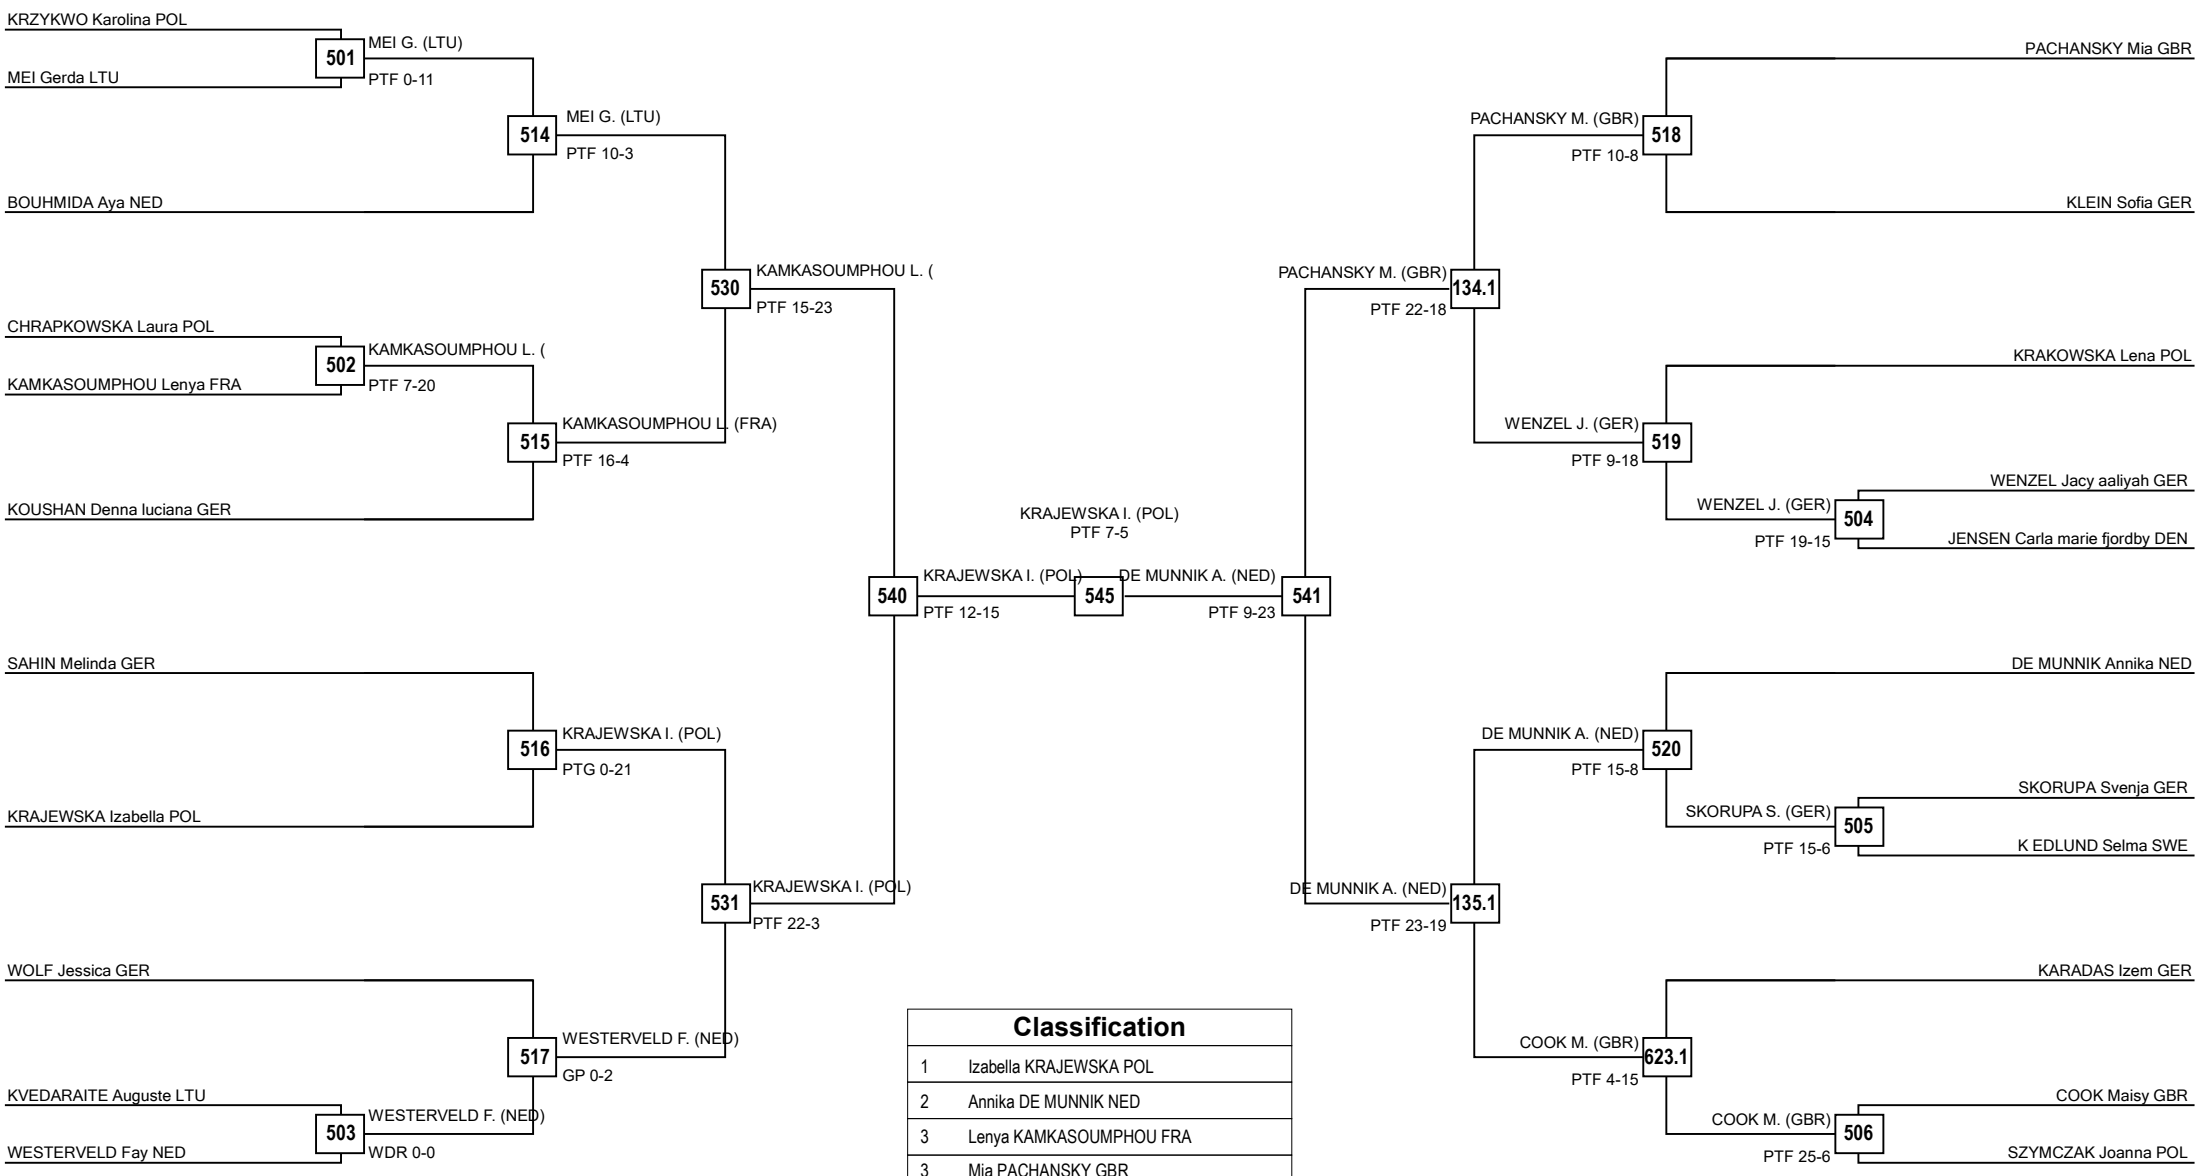 KRZYKWO Karolina POL
501
MEI G. (LTU)
MEI Gerda LTU
PTF 0-11
514
MEI G. (LTU)
PTF 10-3
BOUHMIDA Aya NED
530
KAMKASOUMPHOU L. (
PTF 15-23
CHRAPKOWSKA Laura POL
502
KAMKASOUMPHOU L. (
KAMKASOUMPHOU Lenya FRA
PTF 7-20
515
KAMKASOUMPHOU L. (FRA)
PTF 16-4
KOUSHAN Denna luciana GER
540
KRAJEWSKA I. (POL)
PTF 12-15
SAHIN Melinda GER
516
KRAJEWSKA I. (POL)
PTG 0-21
KRAJEWSKA Izabella POL
531
KRAJEWSKA I. (POL)
PTF 22-3
WOLF Jessica GER
517
WESTERVELD F. (NED)
GP 0-2
KVEDARAITE Auguste LTU
503
WESTERVELD F. (NED)
WESTERVELD Fay NED
WDR 0-0
KRAJEWSKA I. (POL)
PTF 7-5
545
PACHANSKY Mia GBR
PACHANSKY M. (GBR)
518
PTF 10-8
KLEIN Sofia GER
PACHANSKY M. (GBR)
134.1
PTF 22-18
KRAKOWSKA Lena POL
WENZEL J. (GER)
519
PTF 9-18
WENZEL Jacy aaliyah GER
WENZEL J. (GER)
504
PTF 19-15
JENSEN Carla marie fjordby DEN
DE MUNNIK A. (NED)
541
PTF 9-23
DE MUNNIK Annika NED
DE MUNNIK A. (NED)
520
PTF 15-8
SKORUPA Svenja GER
SKORUPA S. (GER)
505
PTF 15-6
K EDLUND Selma SWE
DE MUNNIK A. (NED)
135.1
PTF 23-19
KARADAS Izem GER
COOK M. (GBR)
623.1
PTF 4-15
COOK Maisy GBR
COOK M. (GBR)
506
PTF 25-6
SZYMCZAK Joanna POL
Classification
1 Izabella KRAJEWSKA POL
2 Annika DE MUNNIK NED
3 Lenya KAMKASOUMPHOU FRA
3 Mia PACHANSKY GBR